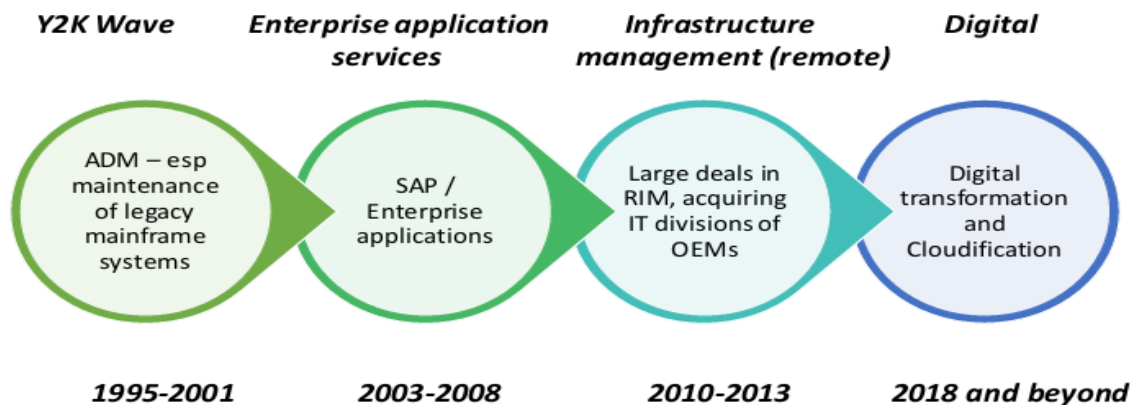 Y2K Wave
Enterprise application
services
Infrastructure
management (remote)
Digital
ADM – esp
maintenance
of legacy
mainframe
systems
SAP /
Enterprise
applications
Large deals in
RIM, acquiring
IT divisions of
OEMs
Digital
transformation
and
Cloudification
1995-2001
2003-2008
2010-2013
2018 and beyond